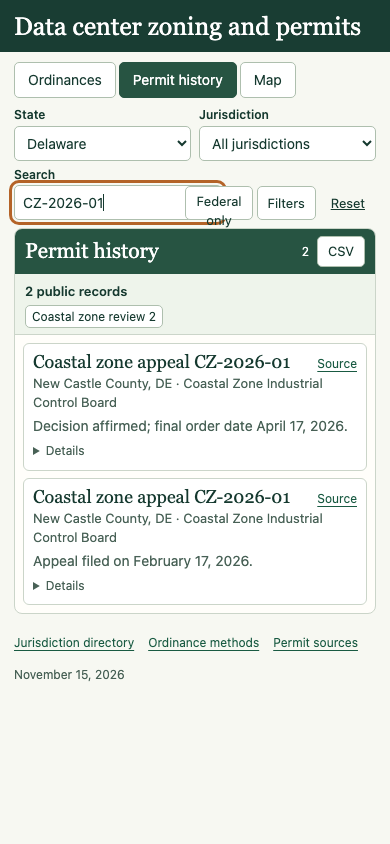 Data center zoning and permits
Ordinances Permit history Map
State Jurisdiction
Delaware All jurisdictions
Search
CZ-2026-01 Federal only Filters Reset
Permit history 2 CSV
2 public records
Coastal zone review 2
Coastal zone appeal CZ-2026-01 Source
New Castle County, DE · Coastal Zone Industrial
Control Board
Decision affirmed; final order date April 17, 2026.
Details
Coastal zone appeal CZ-2026-01 Source
New Castle County, DE · Coastal Zone Industrial
Control Board
Appeal filed on February 17, 2026.
Details
Jurisdiction directory Ordinance methods Permit sources
November 15, 2026